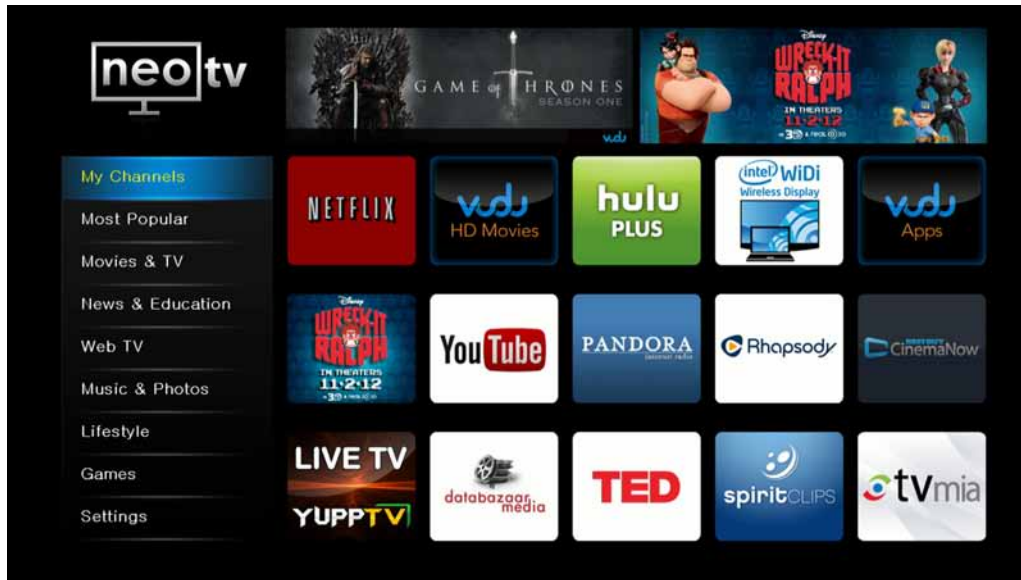 neo tv
GAME of THRONES
SEASON ONE
vudu
Disney
WRECK-IT
RALPH
IN THEATERS
11·2·12
My Channels
Most Popular
Movies & TV
News & Education
Web TV
Music & Photos
Lifestyle
Games
Settings
NETFLIX
vudu
HD Movies
hulu
PLUS
intel WiDi
Wireless Display
vudu
Apps
Disney
WRECK-IT
RALPH
IN THEATERS
11·2·12
YouTube
PANDORA
internet radio
Rhapsody
CinemaNow
LIVE TV
YUPPTV
databazaar
media
TED
spiritCLIPS
tvmia